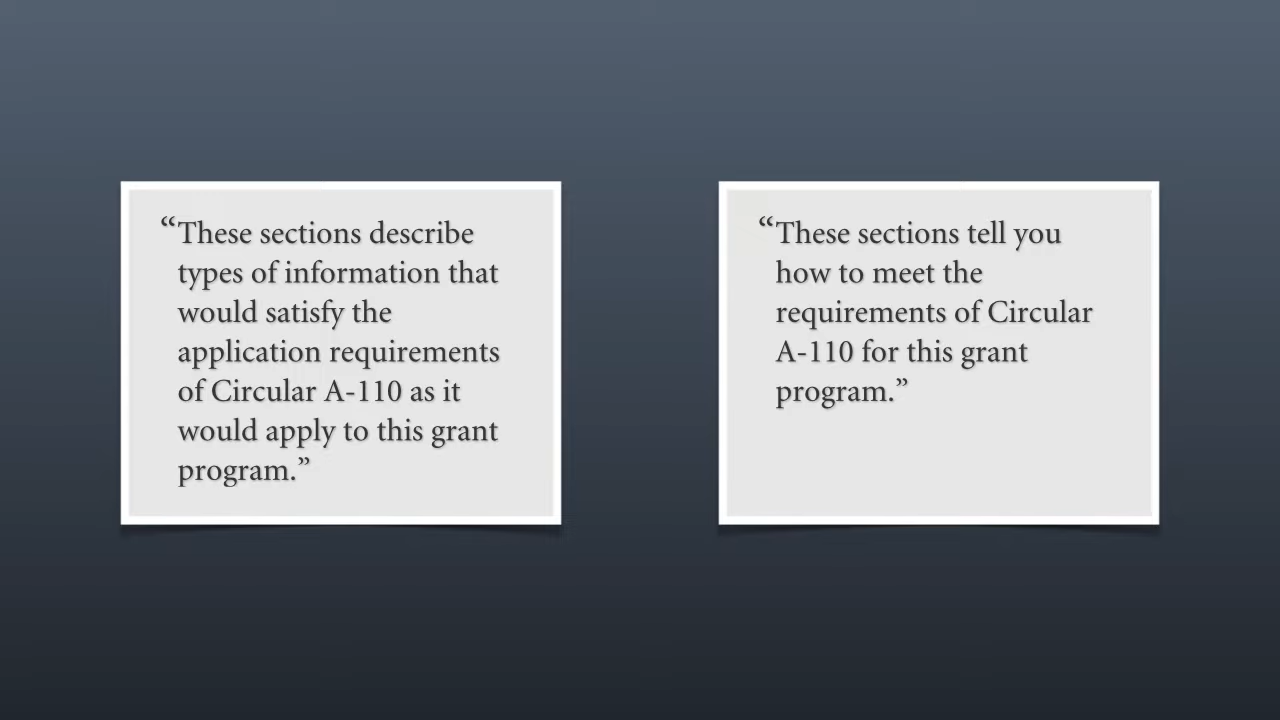 “These sections describe
types of information that
would satisfy the
application requirements
of Circular A-110 as it
would apply to this grant
program.”
“These sections tell you
how to meet the
requirements of Circular
A-110 for this grant
program.”